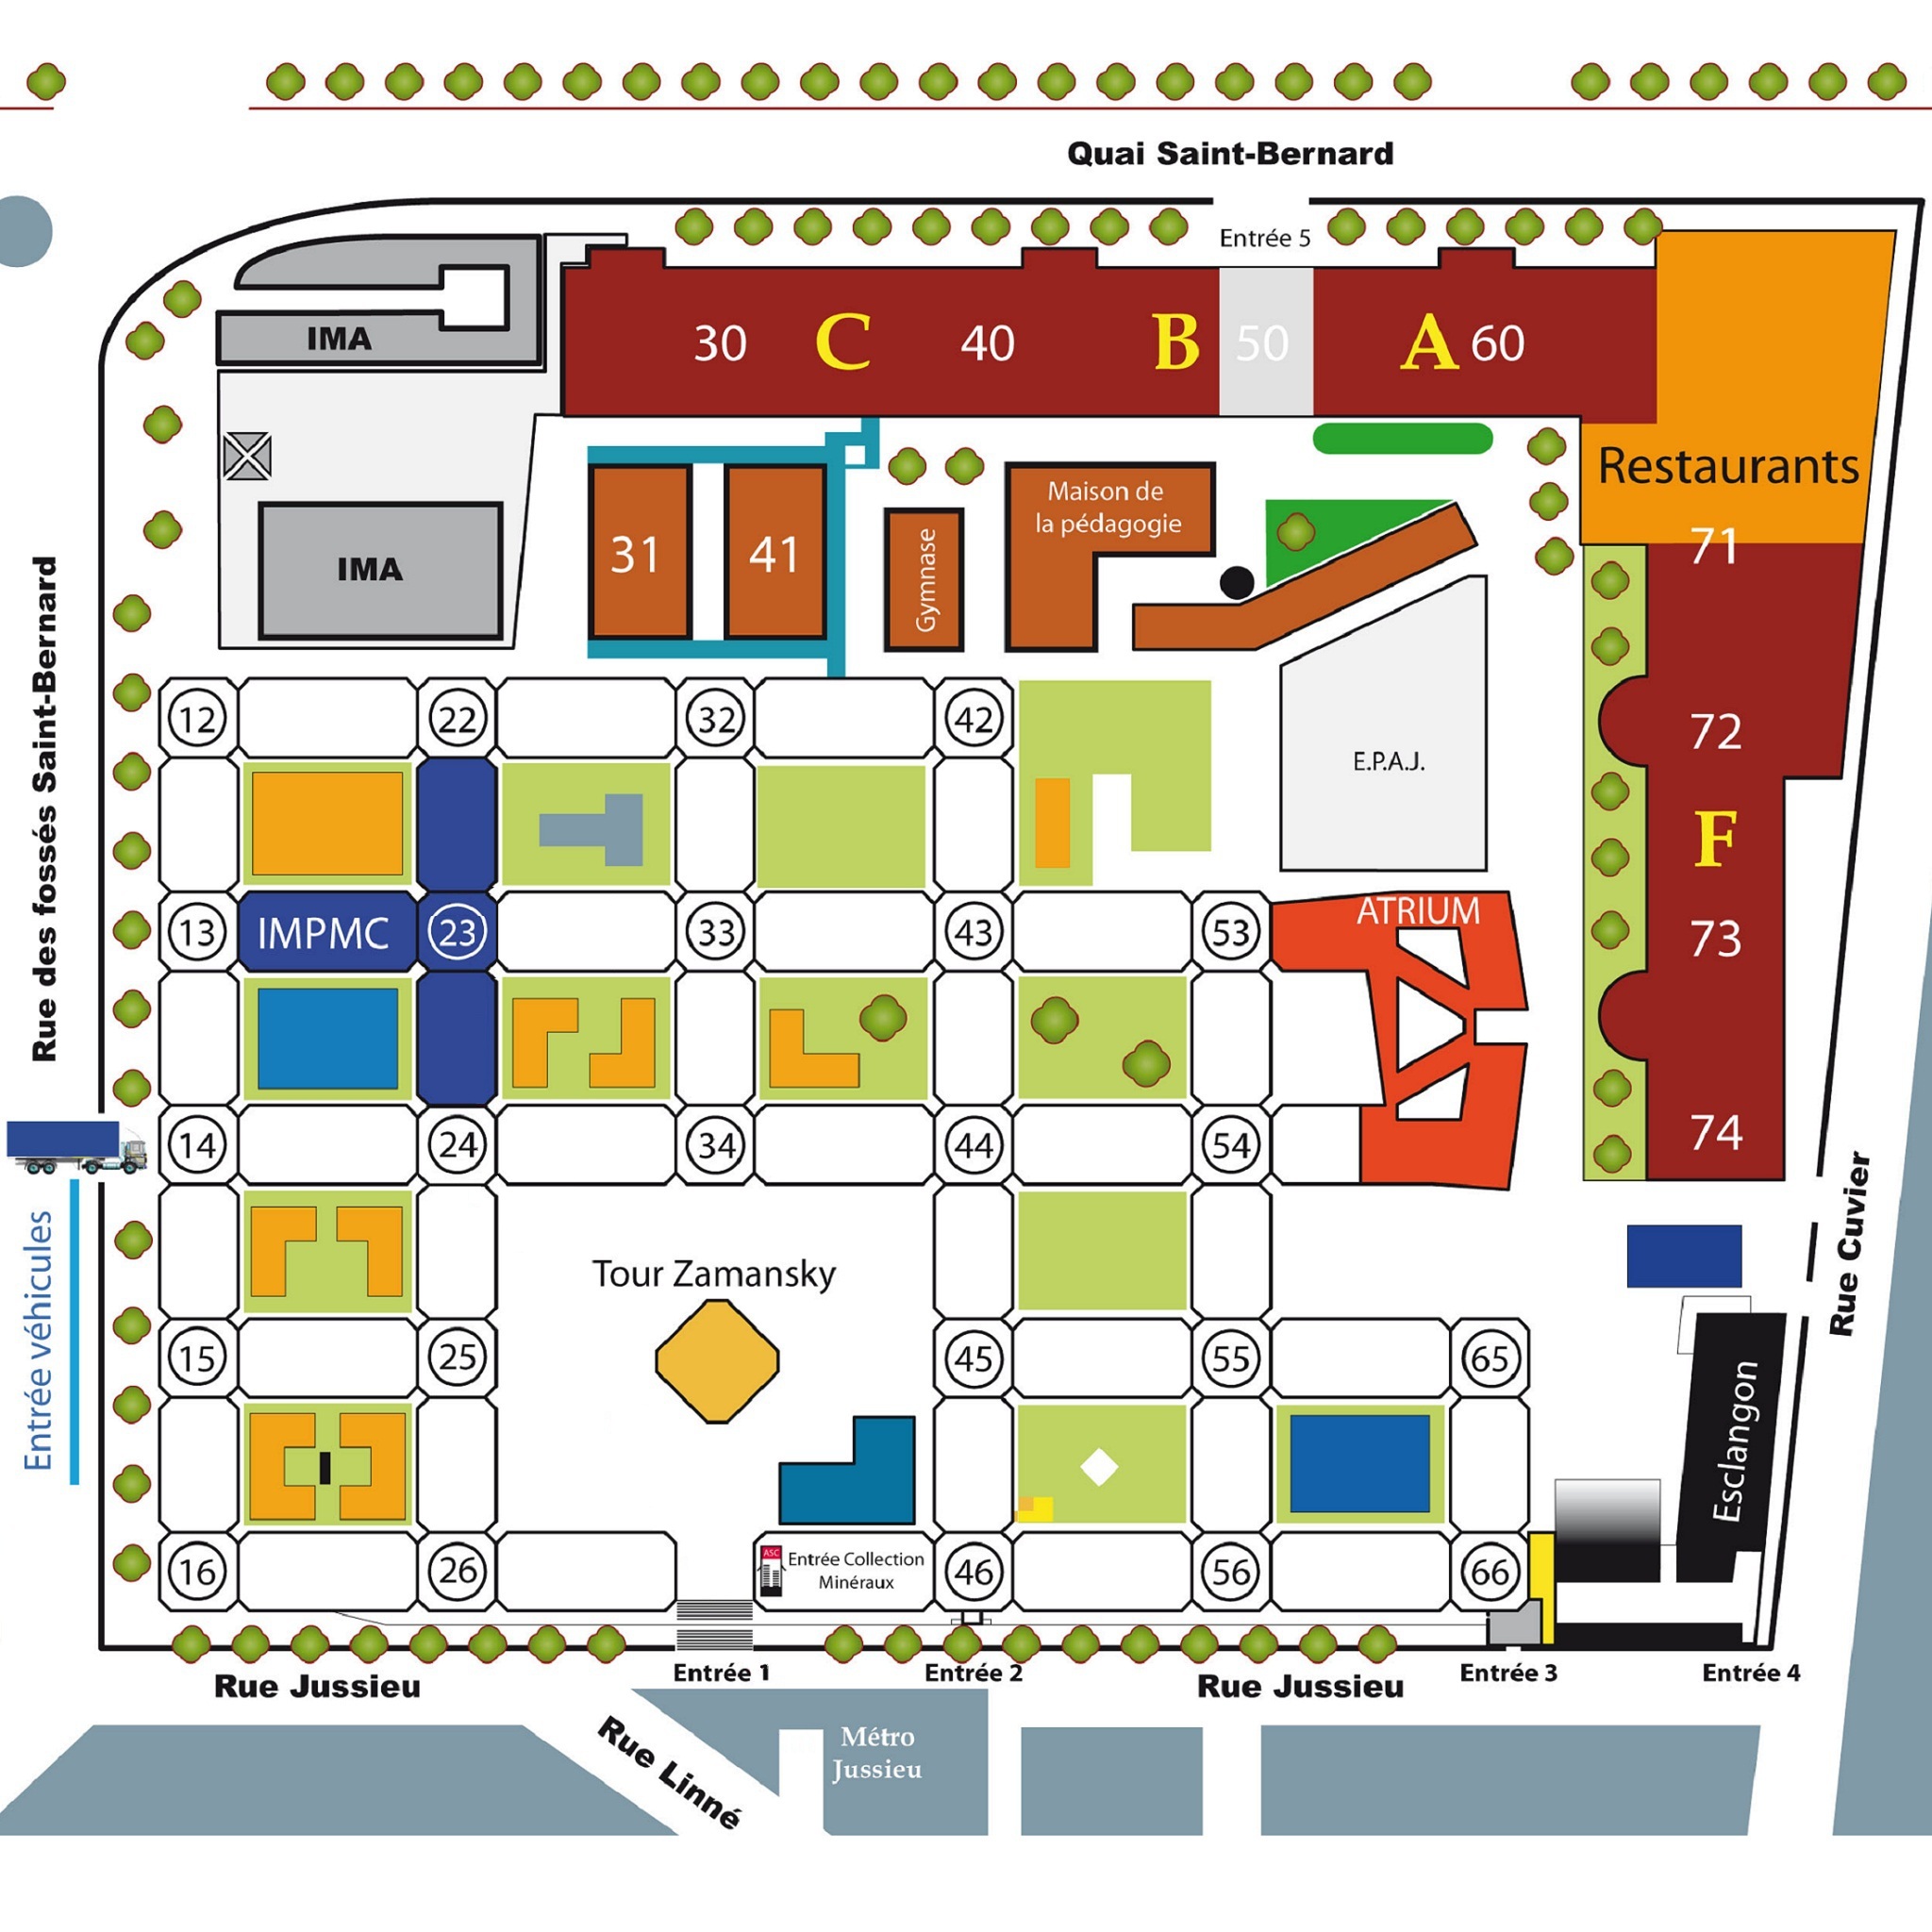 Quai Saint-Bernard
Entrée 5
IMA
30
C
40
B
50
A
60
Restaurants
IMA
31
41
Gymnase
Maison de
la pédagogie
71
Rue des fossés Saint-Bernard
12
22
32
42
E.P.A.J.
72
F
13
IMPMC
23
33
43
53
ATRIUM
73
14
24
34
44
54
74
Entrée véhicules
Tour Zamansky
Rue Cuvier
15
25
45
55
65
Esclangon
16
26
ASC
Entrée Collection
Minéraux
46
56
66
Rue Jussieu
Entrée 1
Entrée 2
Rue Jussieu
Entrée 3
Entrée 4
Rue Linné
Métro
Jussieu